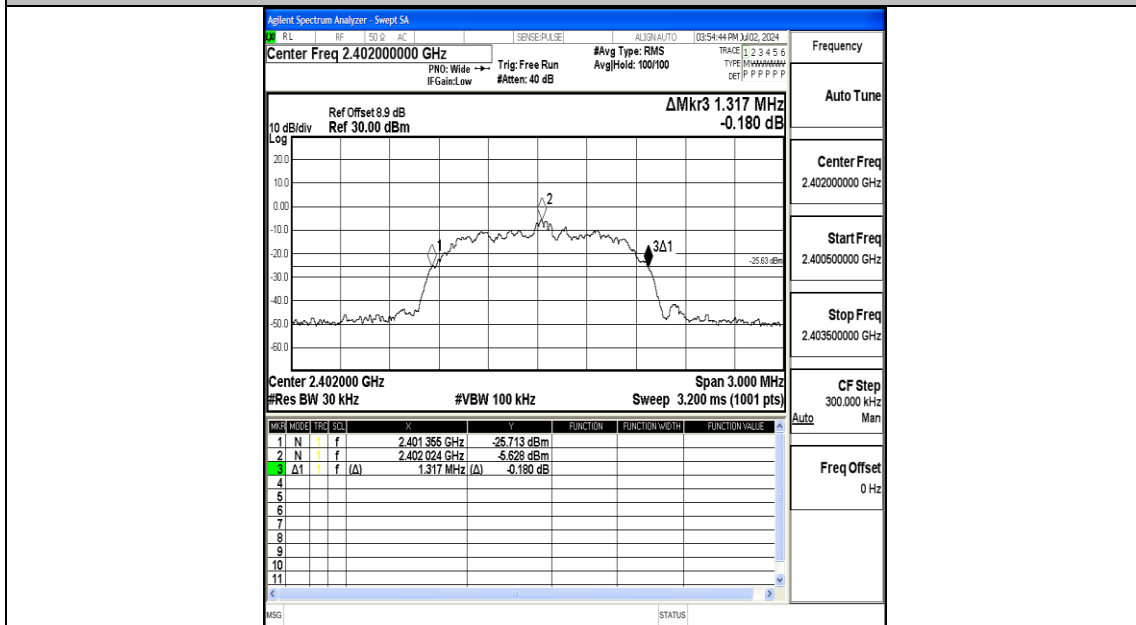 Agilent Spectrum Analyzer - Swept SA
RL RF 50 Ω AC SENSE:PULSE ALIGN AUTO 03:54:44 PM Jul 02, 2024
Center Freq 2.402000000 GHz
PNO: Wide
IFGain:Low
Trig: Free Run
#Atten: 40 dB
#Avg Type: RMS
Avg|Hold: 100/100
TRACE 1 2 3 4 5 6
TYPE M
DET P P P P P P
Frequency
ΔMkr3 1.317 MHz
-0.180 dB
Ref Offset 8.9 dB
10 dB/div Ref 30.00 dBm
Log
20.0
10.0
0.00
-10.0
-20.0
-30.0
-40.0
-50.0
-60.0
1
2
3Δ1
-25.63 dBm
Center 2.402000 GHz Span 3.000 MHz
#Res BW 30 kHz #VBW 100 kHz Sweep 3.200 ms (1001 pts)
MKR MODE TRC SCL X Y FUNCTION FUNCTION WIDTH FUNCTION VALUE
1 N 1 f 2.401 355 GHz -25.713 dBm
2 N 1 f 2.402 024 GHz -5.628 dBm
3 Δ1 1 f (Δ) 1.317 MHz (Δ) -0.180 dB
4
5
6
7
8
9
10
11
MSG STATUS
Auto Tune
Center Freq
2.402000000 GHz
Start Freq
2.400500000 GHz
Stop Freq
2.403500000 GHz
CF Step
300.000 kHz
Auto Man
Freq Offset
0 Hz